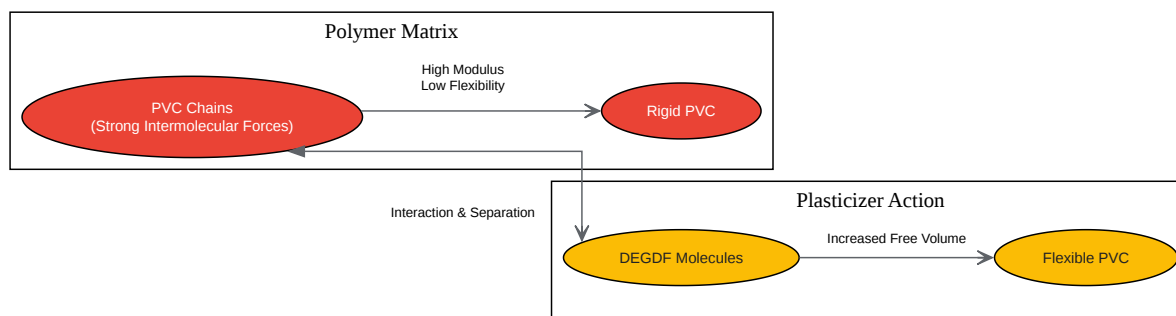 Polymer Matrix
High Modulus
Low Flexibility
PVC Chains
(Strong Intermolecular Forces)
Rigid PVC
Interaction & Separation
Plasticizer Action
Increased Free Volume
DEGDF Molecules
Flexible PVC